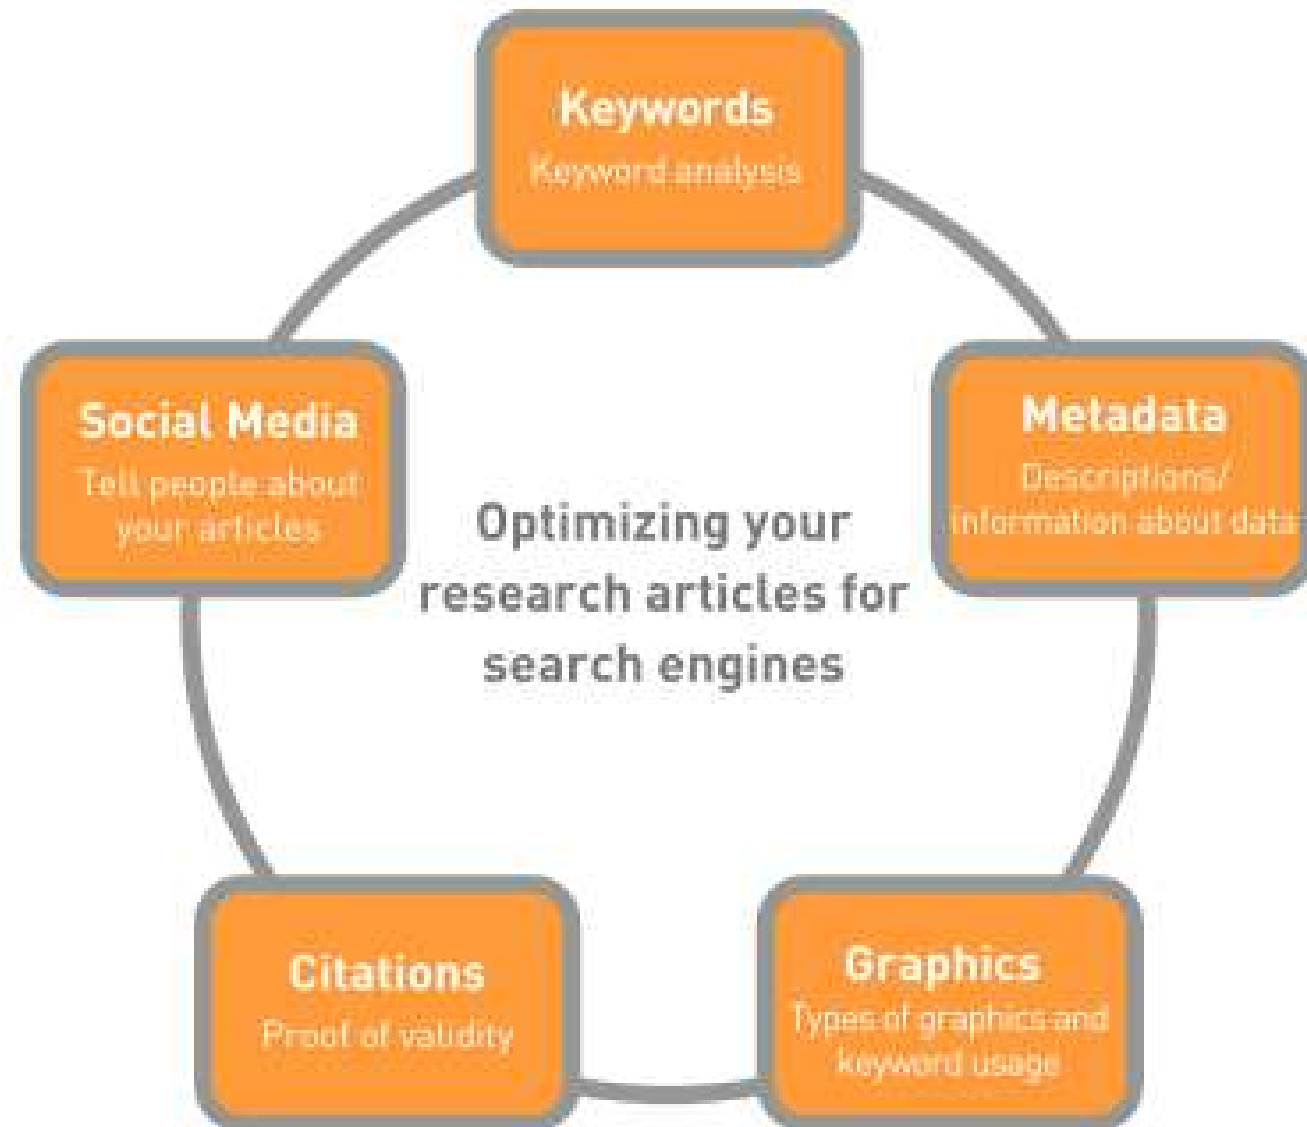 Keywords
Keyword analysis
Social Media
Tell people about
your articles
Metadata
Descriptions/
information about data
Optimizing your
research articles for
search engines
Citations
Proof of validity
Graphics
Types of graphics and
keyword usage